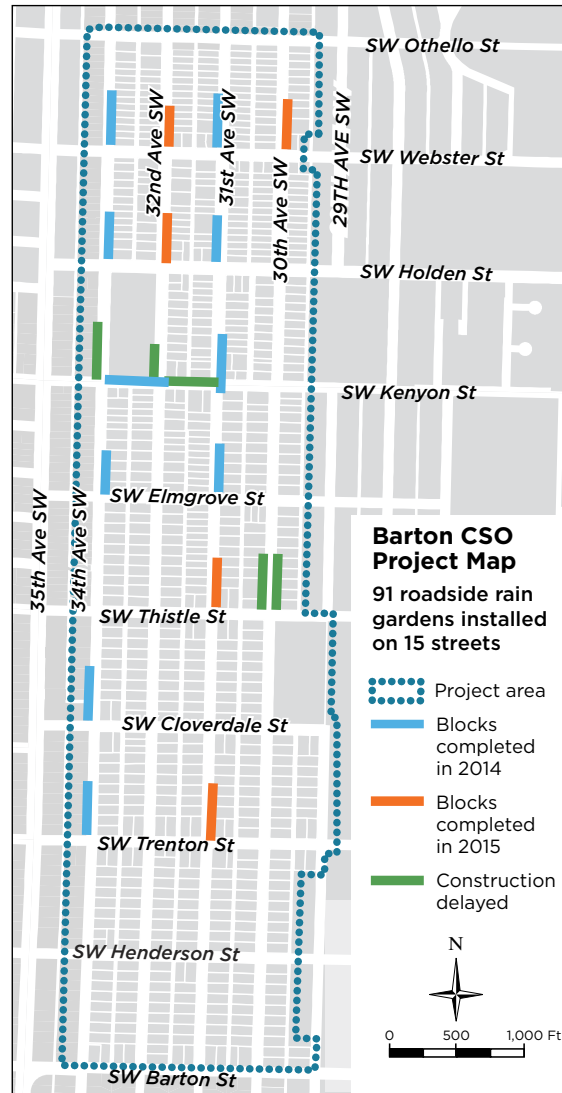 SW Othello St
32nd Ave SW
31st Ave SW
30th Ave SW
29TH AVE SW
SW Webster St
SW Holden St
SW Kenyon St
SW Elmgrove St
35th Ave SW
34th Ave SW
SW Thistle St
SW Cloverdale St
SW Trenton St
SW Henderson St
SW Barton St
Barton CSO
Project Map
91 roadside rain
gardens installed
on 15 streets
Project area
Blocks
completed
in 2014
Blocks
completed
in 2015
Construction
delayed
N
0 500 1,000 Ft